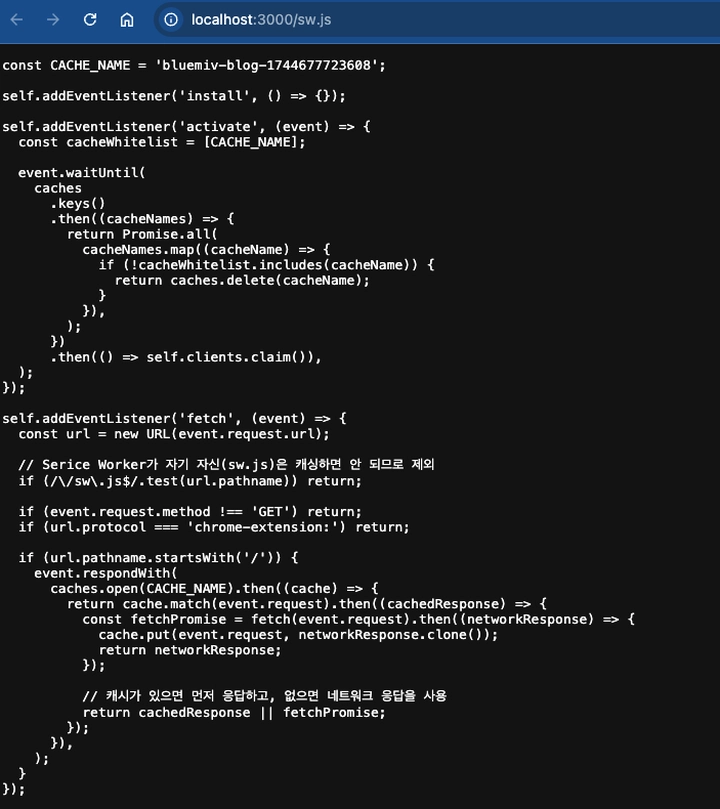 localhost:3000/sw.js
const CACHE_NAME = 'bluemiv-blog-1744677723608';
self.addEventListener('install', () => {});
self.addEventListener('activate', (event) => {
  const cacheWhitelist = [CACHE_NAME];
  event.waitUntil(
    caches
      .keys()
      .then((cacheNames) => {
        return Promise.all(
          cacheNames.map((cacheName) => {
            if (!cacheWhitelist.includes(cacheName)) {
              return caches.delete(cacheName);
            }
          }),
        );
      })
      .then(() => self.clients.claim()),
  );
});
self.addEventListener('fetch', (event) => {
  const url = new URL(event.request.url);
  // Serice Worker가 자기 자신(sw.js)은 캐싱하면 안 되므로 제외
  if (/\/sw\.js$/.test(url.pathname)) return;
  if (event.request.method !== 'GET') return;
  if (url.protocol === 'chrome-extension:') return;
  if (url.pathname.startsWith('/')) {
    event.respondWith(
      caches.open(CACHE_NAME).then((cache) => {
        return cache.match(event.request).then((cachedResponse) => {
          const fetchPromise = fetch(event.request).then((networkResponse) => {
            cache.put(event.request, networkResponse.clone());
            return networkResponse;
          });
          // 캐시가 있으면 먼저 응답하고, 없으면 네트워크 응답을 사용
          return cachedResponse || fetchPromise;
        });
      }),
    );
  }
});